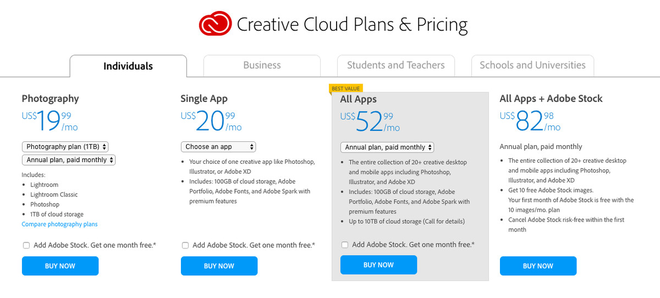 Creative Cloud Plans & Pricing
Individuals
Business
Students and Teachers
Schools and Universities
Photography
US$19.99/mo
Photography plan (1TB)
Annual plan, paid monthly
Includes:
• Lightroom
• Lightroom Classic
• Photoshop
• 1TB of cloud storage
Compare photography plans
Add Adobe Stock. Get one month free.*
BUY NOW
Single App
US$20.99/mo
Choose an app
• Your choice of one creative app like Photoshop,
Illustrator, or Adobe XD
• Includes: 100GB of cloud storage, Adobe
Portfolio, Adobe Fonts, and Adobe Spark with
premium features
Add Adobe Stock. Get one month free.*
BUY NOW
BEST VALUE
All Apps
US$52.99/mo
Annual plan, paid monthly
• The entire collection of 20+ creative desktop
and mobile apps including Photoshop,
Illustrator, and Adobe XD
• Includes: 100GB of cloud storage, Adobe
Portfolio, Adobe Fonts, and Adobe Spark with
premium features
• Up to 10TB of cloud storage (Call for details)
Add Adobe Stock. Get one month free.*
BUY NOW
All Apps + Adobe Stock
US$82.98/mo
Annual plan, paid monthly
• The entire collection of 20+ creative desktop
and mobile apps including Photoshop,
Illustrator, and Adobe XD
• Get 10 free Adobe Stock images.
Your first month of Adobe Stock is free with the
10 images/mo. plan
• Cancel Adobe Stock risk-free within the first
month
BUY NOW